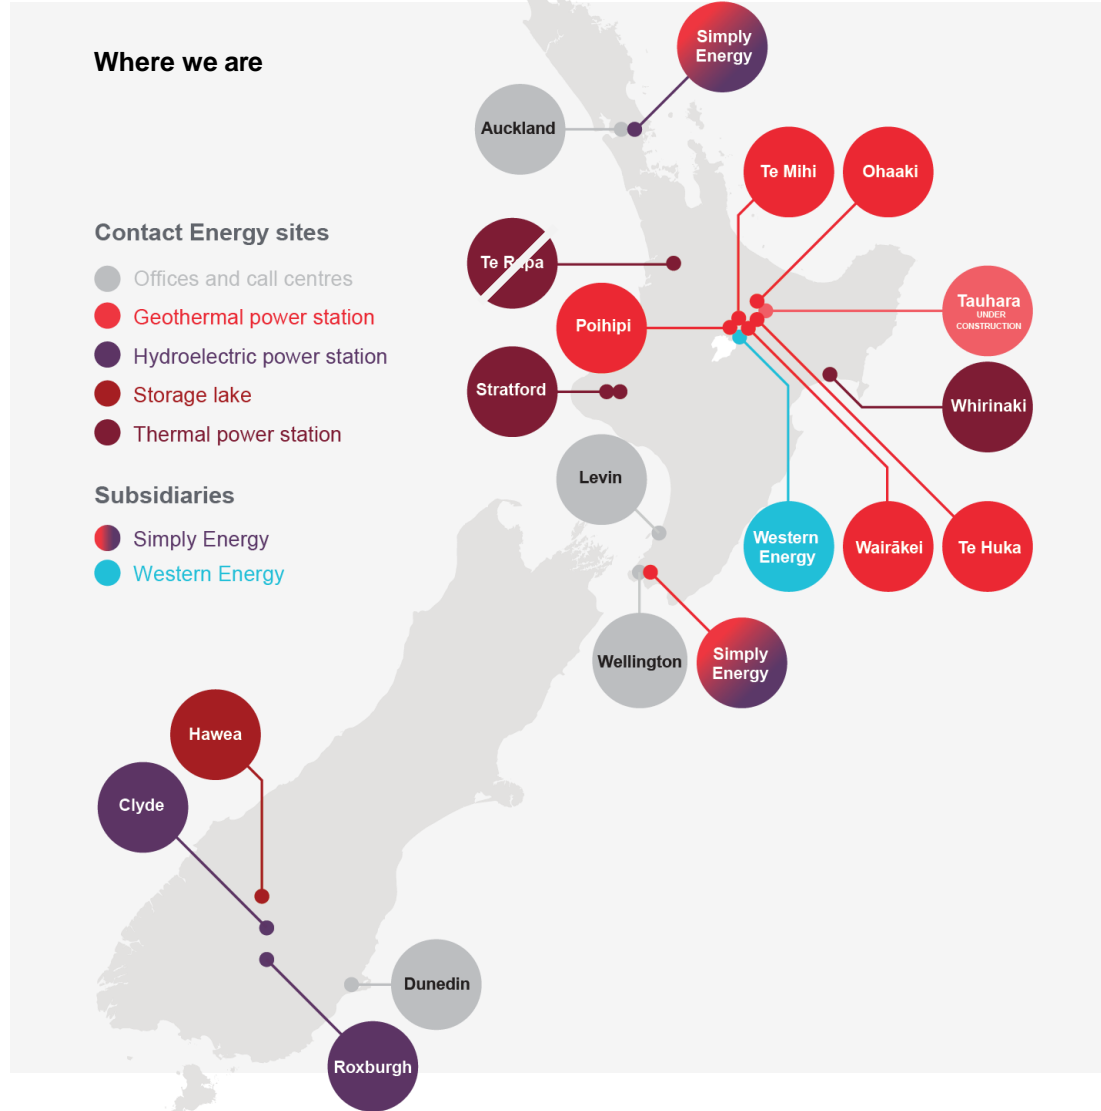 Where we are
Contact Energy sites
Offices and call centres
Geothermal power station
Hydroelectric power station
Storage lake
Thermal power station
Subsidiaries
Simply Energy
Western Energy
Simply
Energy
Auckland
Te Mihi
Ohaaki
Te Rapa
Tauhara
UNDER
CONSTRUCTION
Poihipi
Stratford
Whirinaki
Levin
Western
Energy
Wairākei
Te Huka
Wellington
Simply
Energy
Hawea
Clyde
Dunedin
Roxburgh